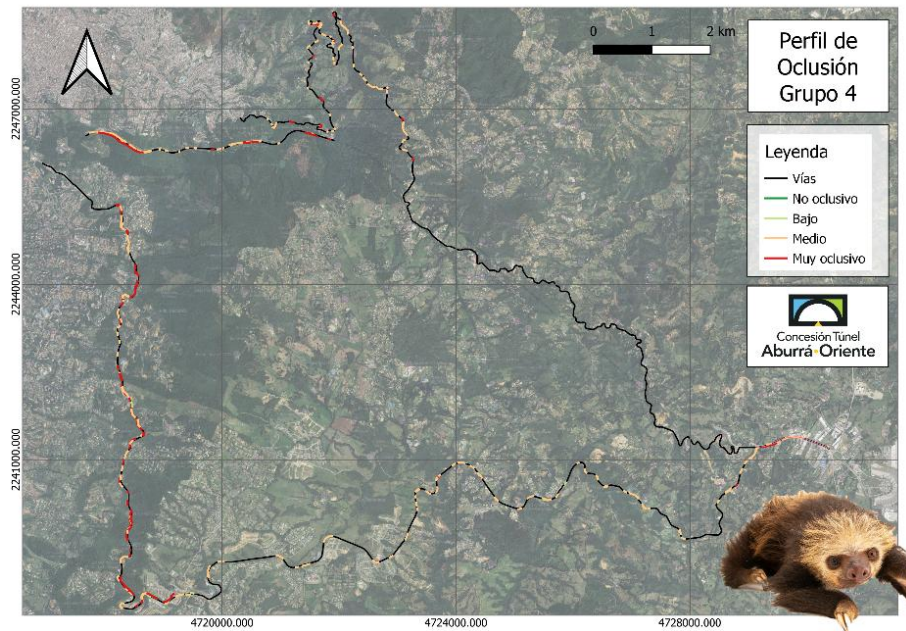 0 1 2 km
Perfil de
Oclusión
Grupo 4
Leyenda
Vías
No oclusivo
Bajo
Medio
Muy oclusivo
Concesión Túnel
Aburrá Oriente
2247000.000
2244000.000
2241000.000
4720000.000 4724000.000 4728000.000